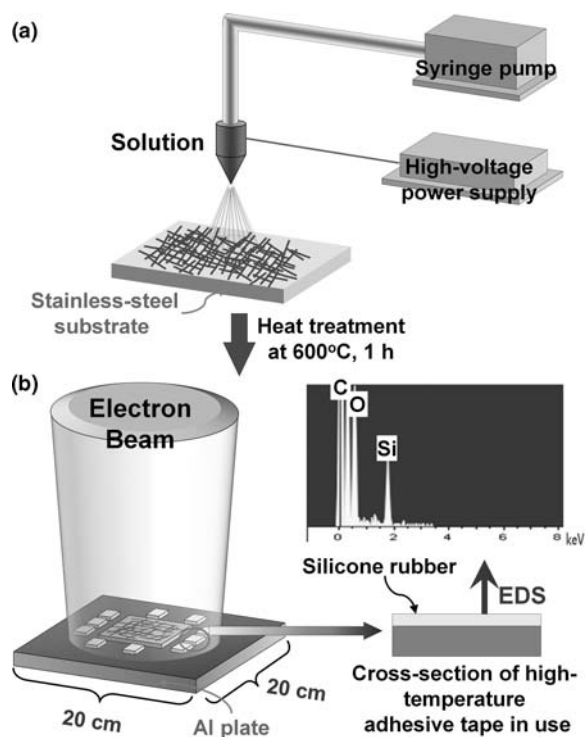 (a)
Syringe pump
Solution
High-voltage
power supply
Stainless-steel
substrate
Heat treatment
at 600ºC, 1 h
(b)
Electron
Beam
C
O
Si
0 2 4 6 8 keV
Silicone rubber
EDS
20 cm
20 cm
Al plate
Cross-section of high-
temperature
adhesive tape in use